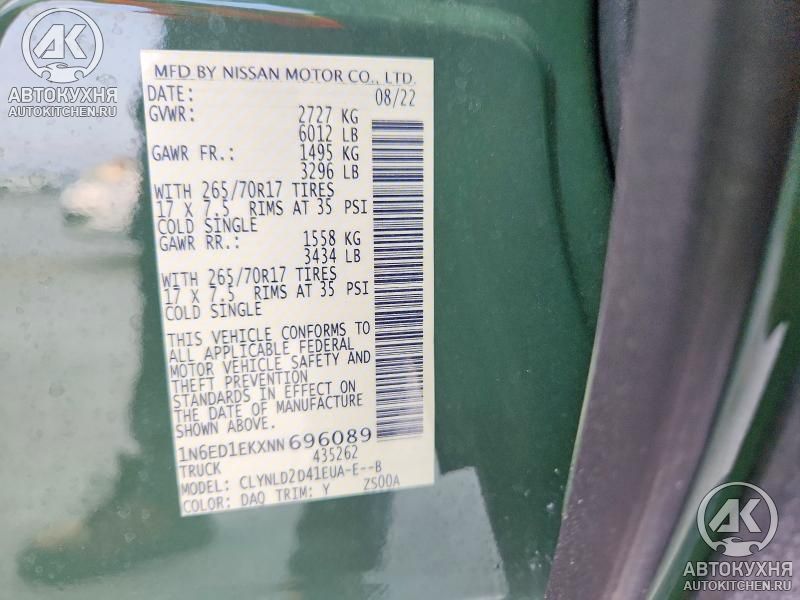 AK
АВТОКУХНЯ
AUTOKITCHEN.RU
MFD BY NISSAN MOTOR CO., LTD.
DATE: 08/22
GVWR: 2727 KG
6012 LB
GAWR FR.: 1495 KG
3296 LB
WITH 265/70R17 TIRES
17 X 7.5 RIMS AT 35 PSI
COLD SINGLE
GAWR RR.: 1558 KG
3434 LB
WITH 265/70R17 TIRES
17 X 7.5 RIMS AT 35 PSI
COLD SINGLE
THIS VEHICLE CONFORMS TO
ALL APPLICABLE FEDERAL
MOTOR VEHICLE SAFETY AND
THEFT PREVENTION
STANDARDS IN EFFECT ON
THE DATE OF MANUFACTURE
SHOWN ABOVE.
1N6ED1EKXNN696089
TRUCK 435262
MODEL: CLYNLD2D41EUA-E--B
COLOR: DAQ TRIM: Y ZS00A
AK
АВТОКУХНЯ
AUTOKITCHEN.RU